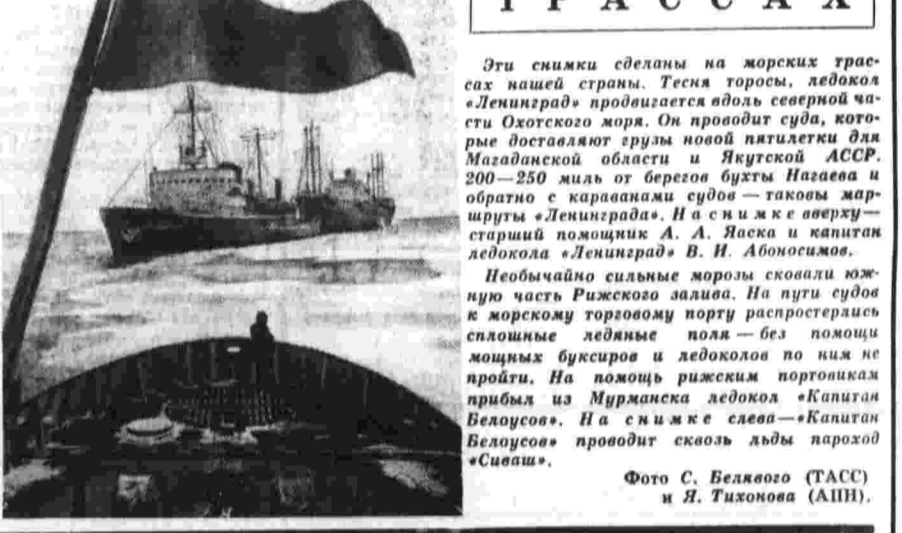 ТРАССАХ
Эти снимки сделаны на морских трас-
сах нашей страны. Тесня торосы, ледокол
«Ленинград» продвигается вдоль северной ча-
сти Охотского моря. Он проводит суда, кото-
рые доставляют грузы новой пятилетки для
Магаданской области и Якутской АССР.
200—250 миль от берегов бухты Нагаева и
обратно с караванами судов — таковы мар-
шруты «Ленинграда». На снимке вверху—
старший помощник А. А. Яаска и капитан
ледокола «Ленинград» В. И. Абоносимов.
Необычайно сильные морозы сковали юж-
ную часть Рижского залива. На пути судов
к морскому торговому порту распростерлись
сплошные ледяные поля — без помощи
мощных буксиров и ледоколов по ним не
пройти. На помощь рижским портовикам
прибыл из Мурманска ледокол «Капитан
Белоусов». На снимке слева—«Капитан
Белоусов» проводит сквозь льды пароход
«Сиваш».
Фото С. Белявого (ТАСС)
и Я. Тихонова (АПН).